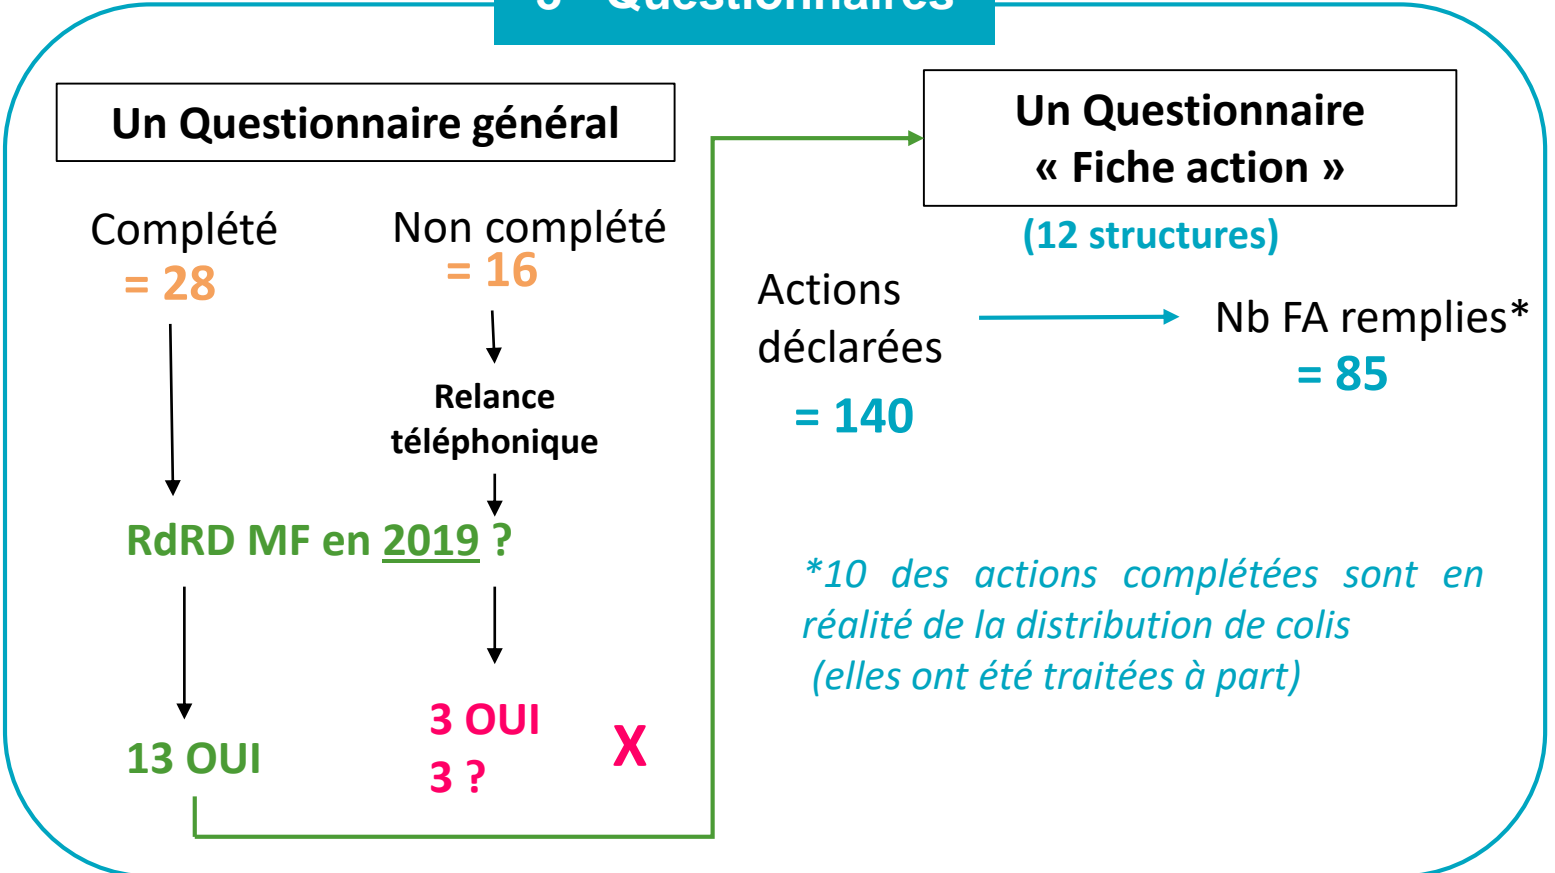 Questionnaires
Un Questionnaire général
Complété
= 28
Non complété
= 16
Relance
téléphonique
RdRD MF en 2019 ?
13 OUI
3 OUI
3 ?
X
Un Questionnaire
« Fiche action »
(12 structures)
Actions
déclarées
= 140
Nb FA remplies*
= 85
*10 des actions complétées sont en
réalité de la distribution de colis
(elles ont été traitées à part)